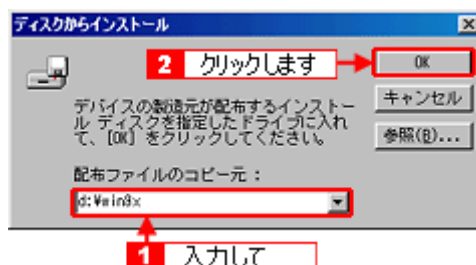 ディスクからインストール
2 クリックします
OK
デバイスの製造元が配布するインストー
ル ディスクを指定したドライブに入れ
て、[OK] をクリックしてください。
キャンセル
参照(B)...
配布ファイルのコピー元：
d:¥win9x
1 入力して